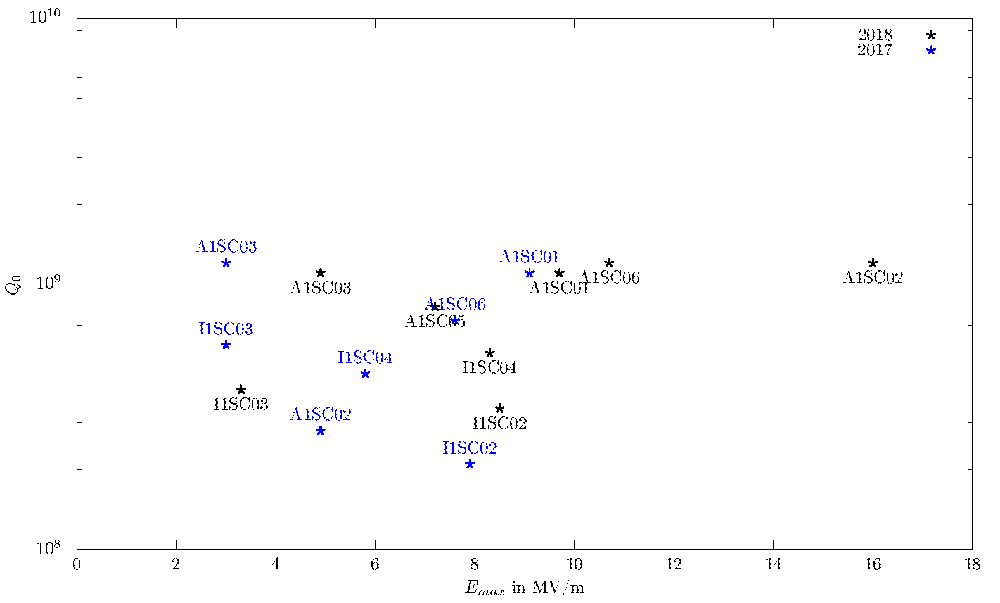 10^10
2018
2017
A1SC03
A1SC01
A1SC06
A1SC02
Q_0
10^9
A1SC03
A1SC01
A1SC06
A1SC05
I1SC03
I1SC04
I1SC04
I1SC03
A1SC02
I1SC02
I1SC02
10^8
0 2 4 6 8 10 12 14 16 18
E_max in MV/m